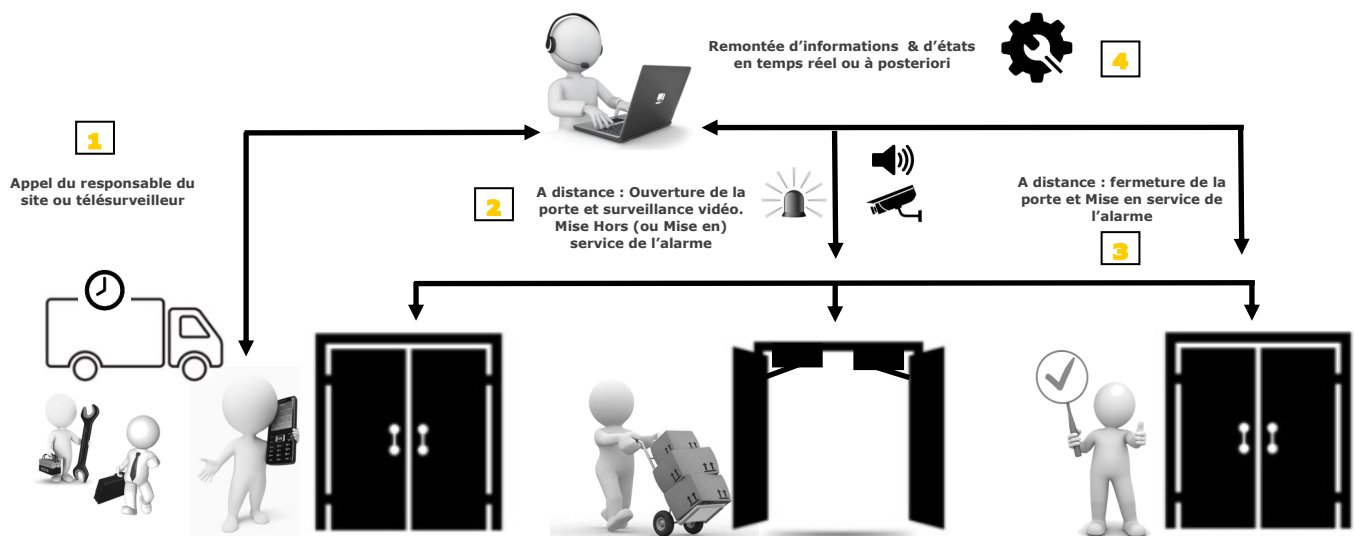 1
Appel du responsable du
site ou télésurveilleur
2
A distance : Ouverture de la
porte et surveillance vidéo.
Mise Hors (ou Mise en)
service de l'alarme
A distance : fermeture de la
porte et Mise en service de
l'alarme
3
Remontée d'informations & d'états
en temps réel ou à posteriori
4